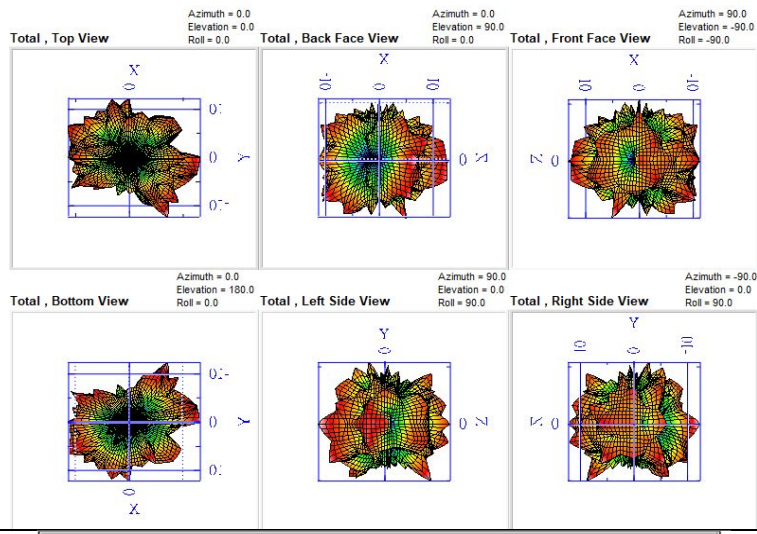 Azimuth = 0.0
Elevation = 0.0
Roll = 0.0
Total , Top View
Azimuth = 0.0
Elevation = 90.0
Roll = 0.0
Total , Back Face View
Azimuth = 90.0
Elevation = -90.0
Roll = -90.0
Total , Front Face View
X
0
0
Y
X
-10
0
10
0
Z
X
10
0
-10
Z
0
Azimuth = 0.0
Elevation = 180.0
Roll = 0.0
Total , Bottom View
Azimuth = 90.0
Elevation = 0.0
Roll = 90.0
Total , Left Side View
Azimuth = -90.0
Elevation = 0.0
Roll = 90.0
Total , Right Side View
0
Y
0
X
Y
0
0
Z
Y
10
0
-10
Z
0